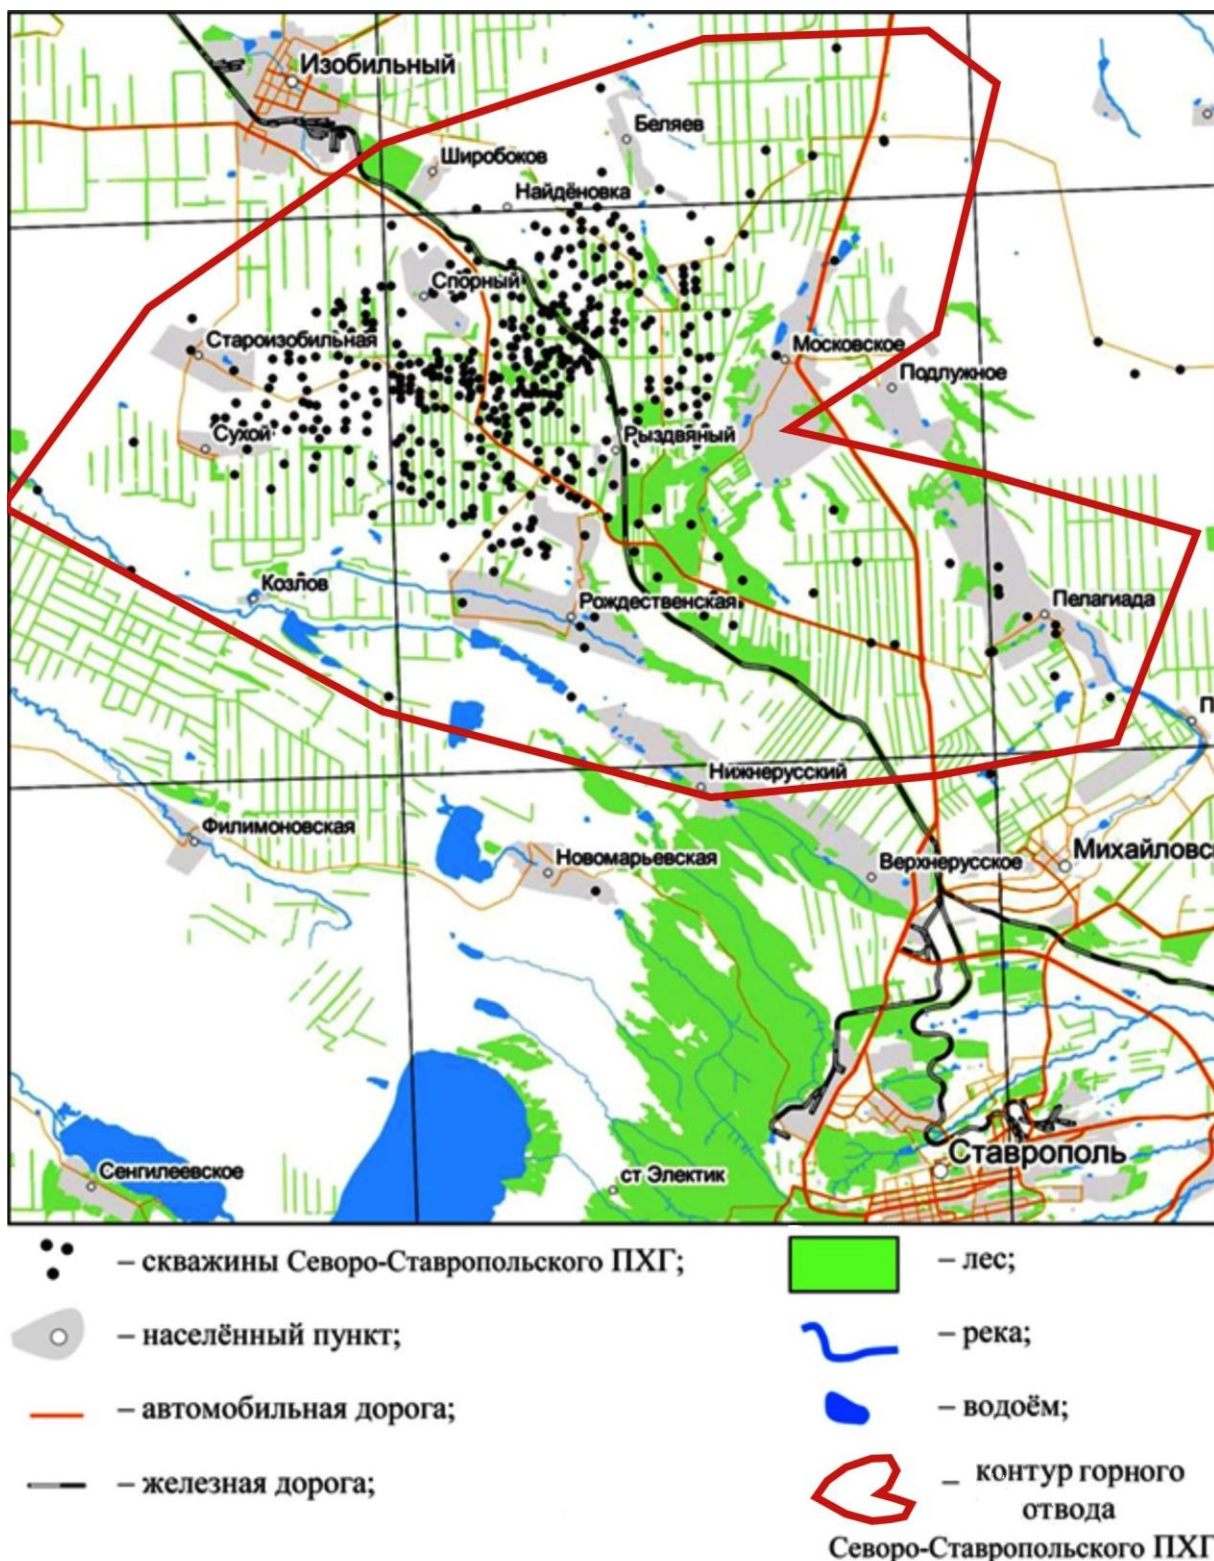 Изобильный
Беляев
Широбоков
Найдёновка
Спорный
Староизобильная
Московское
Подлужное
Сухой
Рыздвяный
Козлов
Рождественская
Пелагиада
П
Нижнерусский
Филимоновская
Новомарьевская
Верхнерусское
Михайловс
Ставрополь
Сенгилеевское
ст Электик
– скважины Северо-Ставропольского ПХГ;
– лес;
– населённый пункт;
– река;
– автомобильная дорога;
– водоём;
– железная дорога;
– контур горного
отвода
Северо-Ставропольского ПХГ